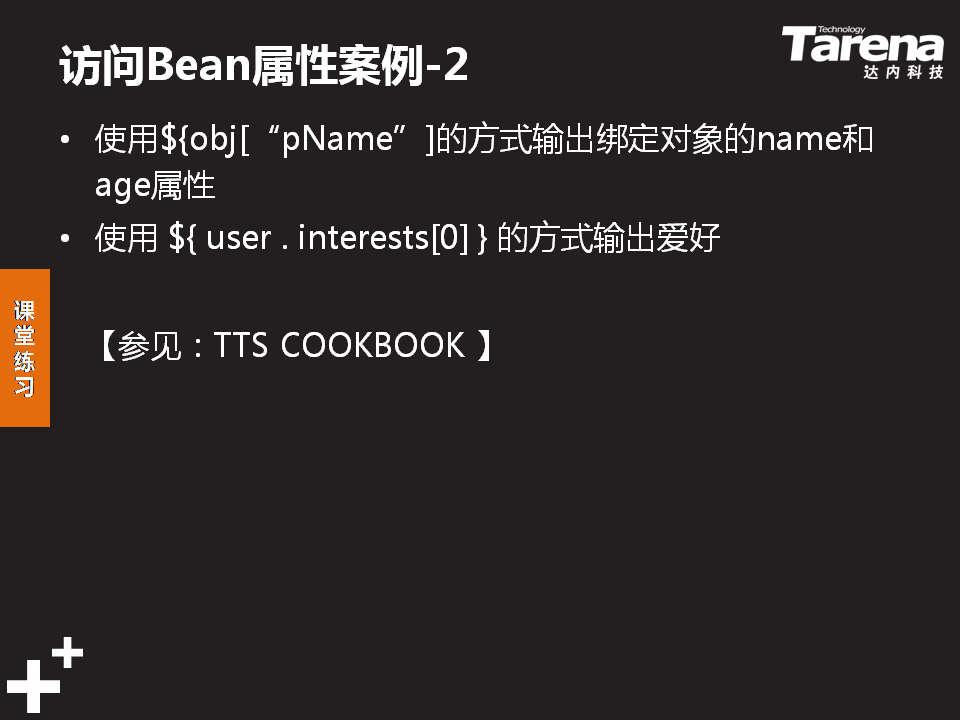 访问Bean属性案例-2
Technology
Tarena
达内科技
• 使用${obj[“pName”]的方式输出绑定对象的name和
age属性
• 使用 ${ user . interests[0] } 的方式输出爱好
课堂练习
【参见：TTS COOKBOOK 】